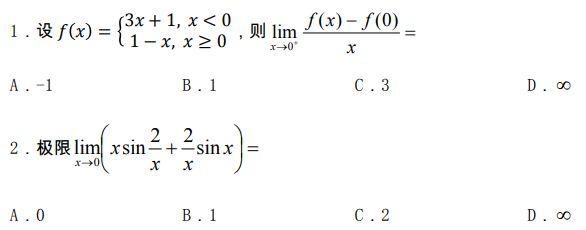 1．设 f(x) = {3x + 1, x < 0; 1 − x, x ≥ 0 ，则 lim_{x→0⁺} (f(x) − f(0))/x =
A．-1 B．1 C．3 D．∞
2．极限 lim_{x→0} (x sin 2/x + 2/x sin x) =
A．0 B．1 C．2 D．∞